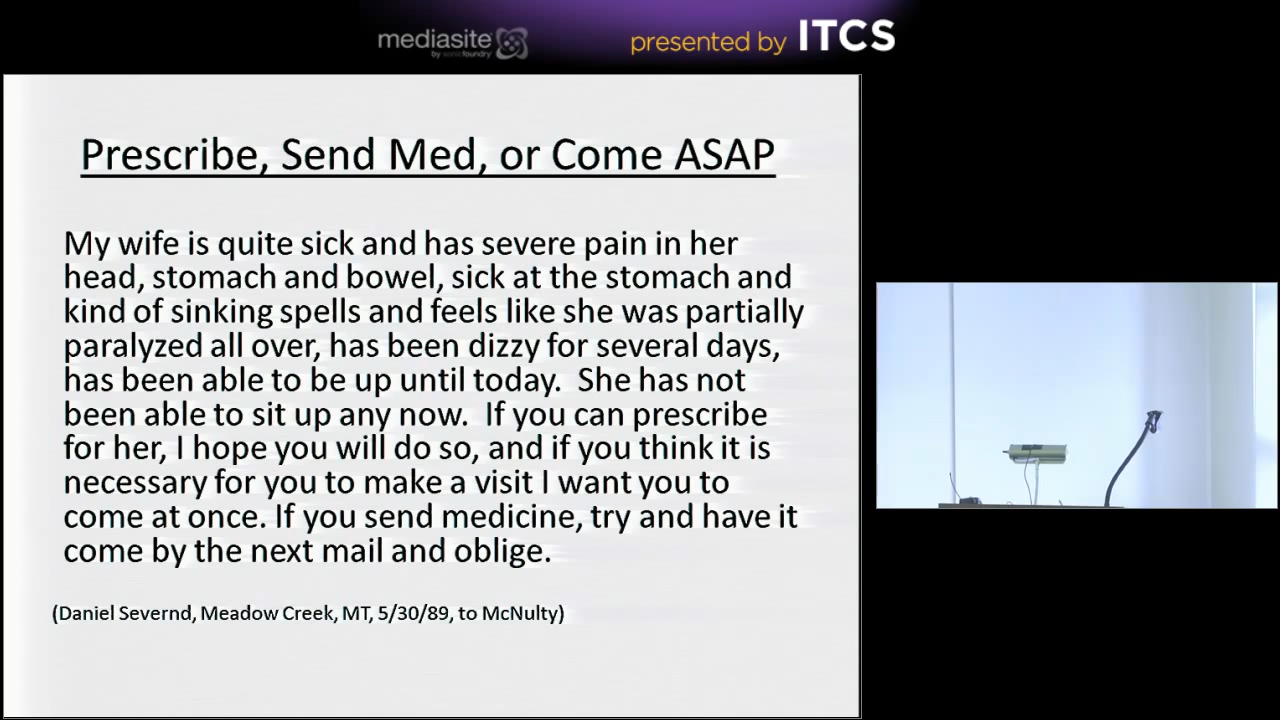 mediasite
by sonicfoundry
presented by ITCS
Prescribe, Send Med, or Come ASAP
My wife is quite sick and has severe pain in her
head, stomach and bowel, sick at the stomach and
kind of sinking spells and feels like she was partially
paralyzed all over, has been dizzy for several days,
has been able to be up until today.  She has not
been able to sit up any now.  If you can prescribe
for her, I hope you will do so, and if you think it is
necessary for you to make a visit I want you to
come at once. If you send medicine, try and have it
come by the next mail and oblige.
(Daniel Severnd, Meadow Creek, MT, 5/30/89, to McNulty)